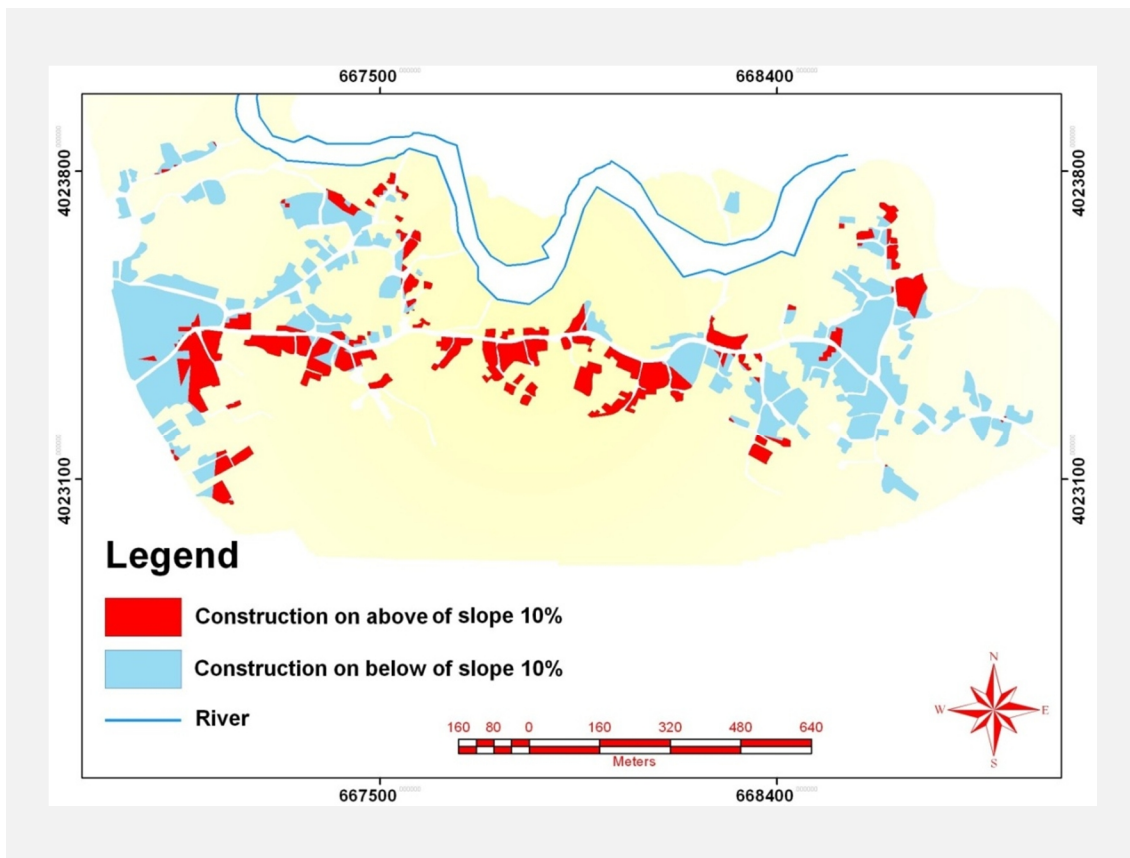 667500 668400
4023800 4023800
4023100 4023100
Legend
Construction on above of slope 10%
Construction on below of slope 10%
River
160 80 0 160 320 480 640
Meters
N
W E
S
667500 668400